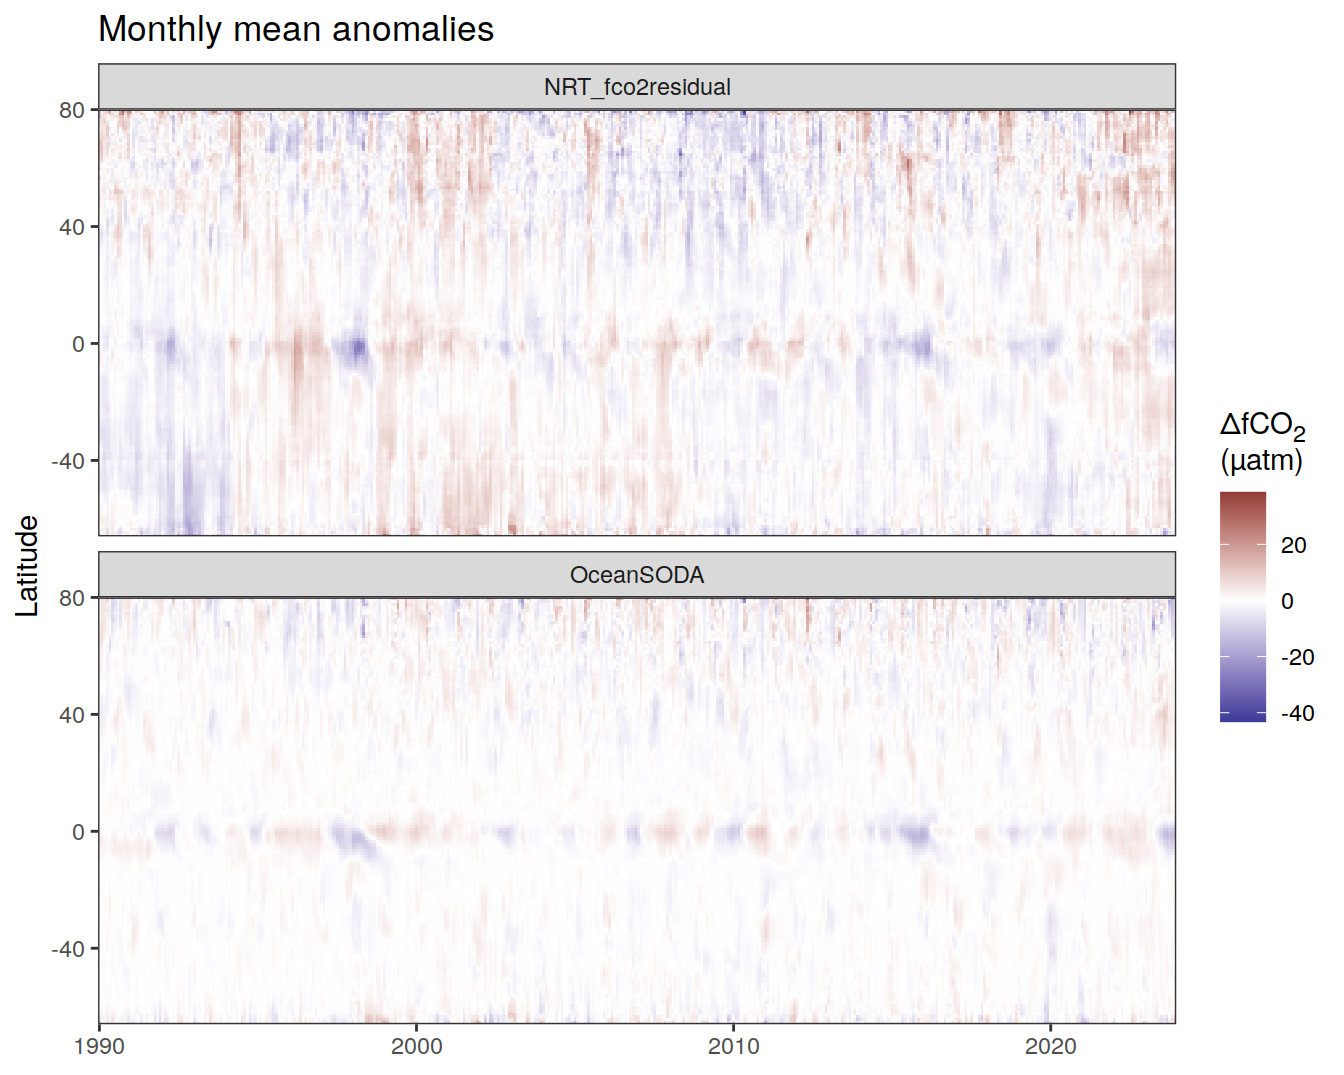 Monthly mean anomalies
NRT_fco2residual
80
40
0
-40
OceanSODA
80
40
0
-40
1990
2000
2010
2020
Latitude
ΔfCO₂
(µatm)
20
0
-20
-40